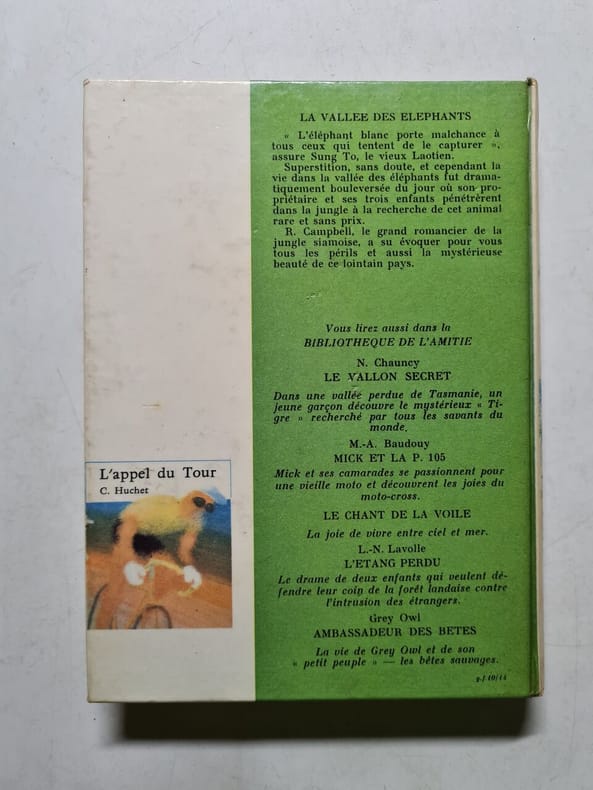 LA VALLEE DES ELEPHANTS
« L'éléphant blanc porte malchance à
tous ceux qui tentent de le capturer »,
assure Sung To, le vieux Laotien.
Superstition, sans doute, et cependant la
vie dans la vallée des éléphants fut drama-
tiquement bouleversée du jour où son pro-
priétaire et ses trois enfants pénétrèrent
dans la jungle à la recherche de cet animal
rare et sans prix.
R. Campbell, le grand romancier de la
jungle siamoise, a su évoquer pour vous
tous les périls et aussi la mystérieuse
beauté de ce lointain pays.
Vous lirez aussi dans la
BIBLIOTHEQUE DE L'AMITIE
N. Chauncy
LE VALLON SECRET
Dans une vallée perdue de Tasmanie, un
jeune garçon découvre le mystérieux « Ti-
gre » recherché par tous les savants du
monde.
M.-A. Baudouy
MICK ET LA P. 105
Mick et ses camarades se passionnent pour
une vieille moto et découvrent les joies du
moto-cross.
LE CHANT DE LA VOILE
La joie de vivre entre ciel et mer.
L.-N. Lavolle
L'ETANG PERDU
Le drame de deux enfants qui veulent dé-
fendre leur coin de la forêt landaise contre
l'intrusion des étrangers.
Grey Owl
AMBASSADEUR DES BETES
La vie de Grey Owl et de son
« petit peuple » — les bêtes sauvages.
L'appel du Tour
C. Huchet